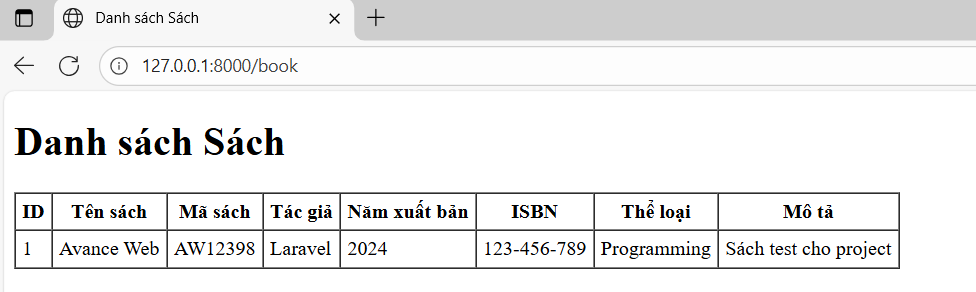 Danh sách Sách
127.0.0.1:8000/book
Danh sách Sách
ID Tên sách Mã sách Tác giả Năm xuất bản ISBN Thể loại Mô tả
1 Avance Web AW12398 Laravel 2024 123-456-789 Programming Sách test cho project